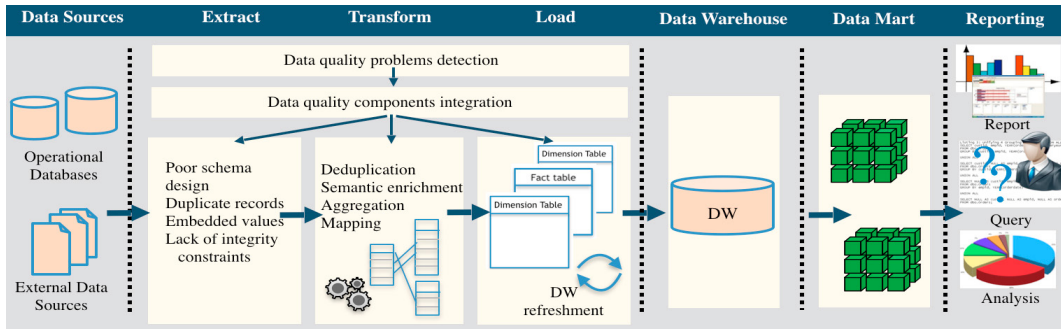 Data Sources
Extract
Transform
Load
Data Warehouse
Data Mart
Reporting
Data quality problems detection
Data quality components integration
Operational
Databases
External Data
Sources
Poor schema
design
Duplicate records
Embedded values
Lack of integrity
constraints
Deduplication
Semantic enrichment
Aggregation
Mapping
Dimension Table
Fact table
Dimension Table
DW
refreshment
DW
Report
Query
Analysis